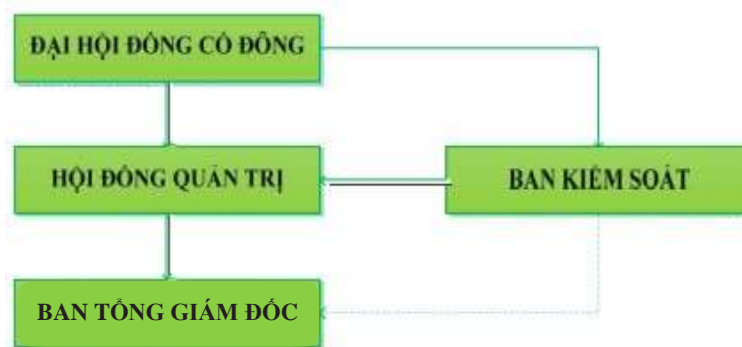 ĐẠI HỘI ĐỒNG CỔ ĐÔNG
HỘI ĐỒNG QUẢN TRỊ
BAN KIỂM SOÁT
BAN TỔNG GIÁM ĐỐC